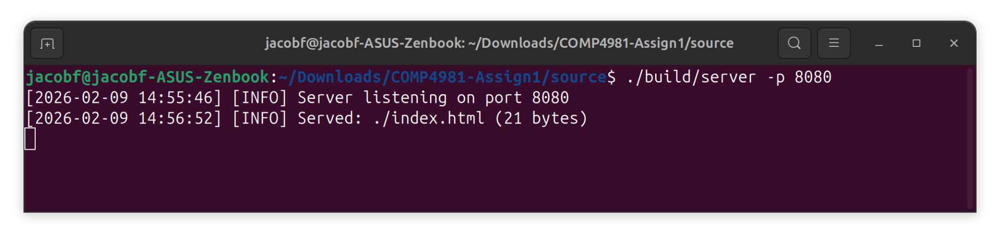 jacobf@jacobf-ASUS-Zenbook: ~/Downloads/COMP4981-Assign1/source
jacobf@jacobf-ASUS-Zenbook:~/Downloads/COMP4981-Assign1/source$ ./build/server -p 8080
[2026-02-09 14:55:46] [INFO] Server listening on port 8080
[2026-02-09 14:56:52] [INFO] Served: ./index.html (21 bytes)